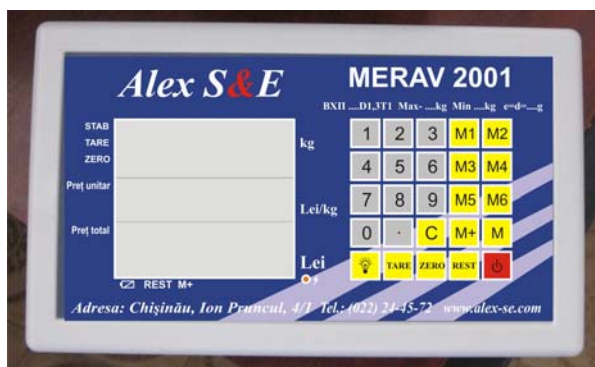 Alex S&E
MERAV 2001
ВХП ....D1,3T1 Max- ....kg Min ....kg e=d=....g
STAB
TARE
ZERO
kg
Preț unitar
Lei/kg
Preț total
Lei
REST M+
1 2 3 M1 M2
4 5 6 M3 M4
7 8 9 M5 M6
0 . C M+ M
TARE ZERO REST
Adresa: Chișinău, Ion Pruncul, 4/1 Tel.: (022) 24-45-72 www.alex-se.com